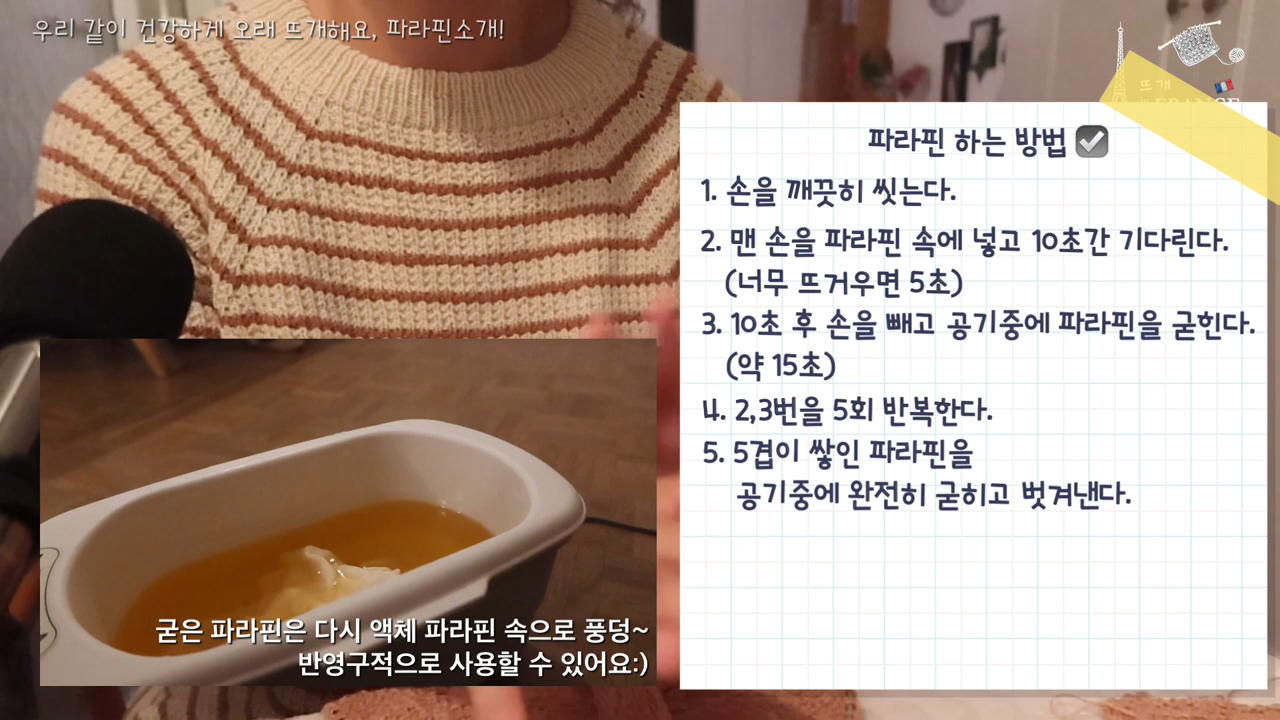 우리 같이 건강하게 오래 뜨개해요, 파라핀소개!
뜨개
FRANCE
파라핀 하는 방법
1. 손을 깨끗히 씻는다.
2. 맨 손을 파라핀 속에 넣고 10초간 기다린다.
(너무 뜨거우면 5초)
3. 10초 후 손을 빼고 공기중에 파라핀을 굳힌다.
(약 15초)
4. 2,3번을 5회 반복한다.
5. 5겹이 쌓인 파라핀을
공기중에 완전히 굳히고 벗겨낸다.
굳은 파라핀은 다시 액체 파라핀 속으로 풍덩~
반영구적으로 사용할 수 있어요:)